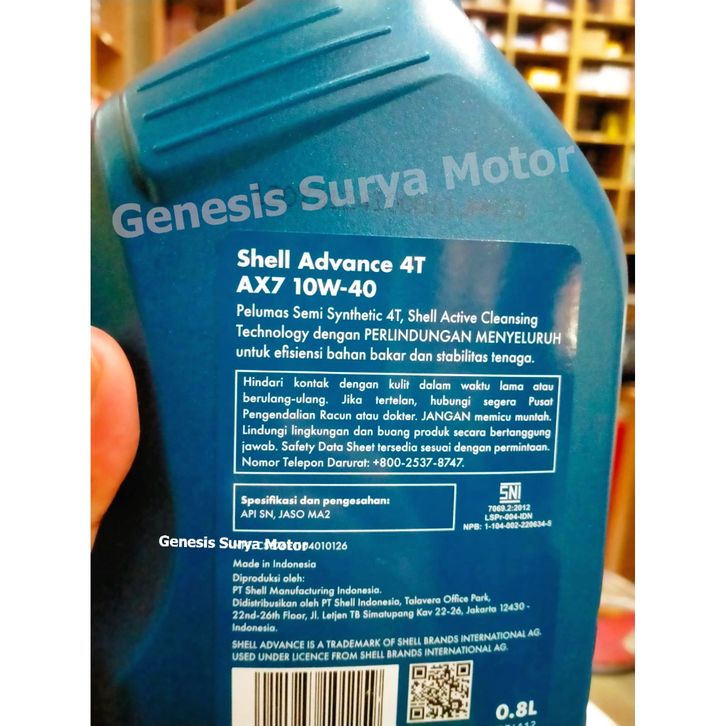 Genesis Surya Motor
Shell Advance 4T
AX7 10W-40
Pelumas Semi Synthetic 4T, Shell Active Cleansing
Technology dengan PERLINDUNGAN MENYELURUH
untuk efisiensi bahan bakar dan stabilitas tenaga.
Hindari kontak dengan kulit dalam waktu lama atau
berulang-ulang. Jika tertelan, hubungi segera Pusat
Pengendalian Racun atau dokter. JANGAN memicu muntah.
Lindungi lingkungan dan buang produk secara bertanggung
jawab. Safety Data Sheet tersedia sesuai dengan permintaan.
Nomor Telepon Darurat: +800-2537-8747.
Spesifikasi dan pengesahan:
API SN, JASO MA2
SNI
7069.2:2012
LSPr-004-IDN
NPB: 1-104-002-220634-5
Genesis Surya Motor
4010126
Made in Indonesia
Diproduksi oleh:
PT Shell Manufacturing Indonesia.
Didistribusikan oleh PT Shell Indonesia, Talavera Office Park,
22nd-26th Floor, Jl. Letjen TB Simatupang Kav 22-26, Jakarta 12430 -
Indonesia.
SHELL ADVANCE IS A TRADEMARK OF SHELL BRANDS INTERNATIONAL AG.
USED UNDER LICENCE FROM SHELL BRANDS INTERNATIONAL AG.
0.8L